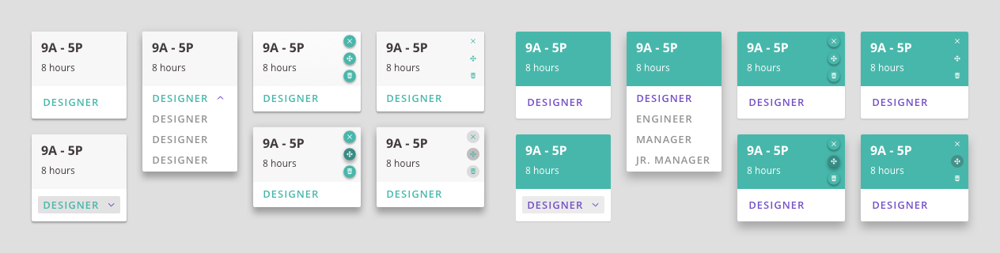 9A - 5P
8 hours
DESIGNER
9A - 5P
8 hours
DESIGNER
DESIGNER
DESIGNER
DESIGNER
9A - 5P
8 hours
DESIGNER
9A - 5P
8 hours
DESIGNER
9A - 5P
8 hours
DESIGNER
9A - 5P
8 hours
DESIGNER
ENGINEER
MANAGER
JR. MANAGER
9A - 5P
8 hours
DESIGNER
9A - 5P
8 hours
DESIGNER
9A - 5P
8 hours
DESIGNER
9A - 5P
8 hours
DESIGNER
9A - 5P
8 hours
DESIGNER
9A - 5P
8 hours
DESIGNER
9A - 5P
8 hours
DESIGNER
9A - 5P
8 hours
DESIGNER